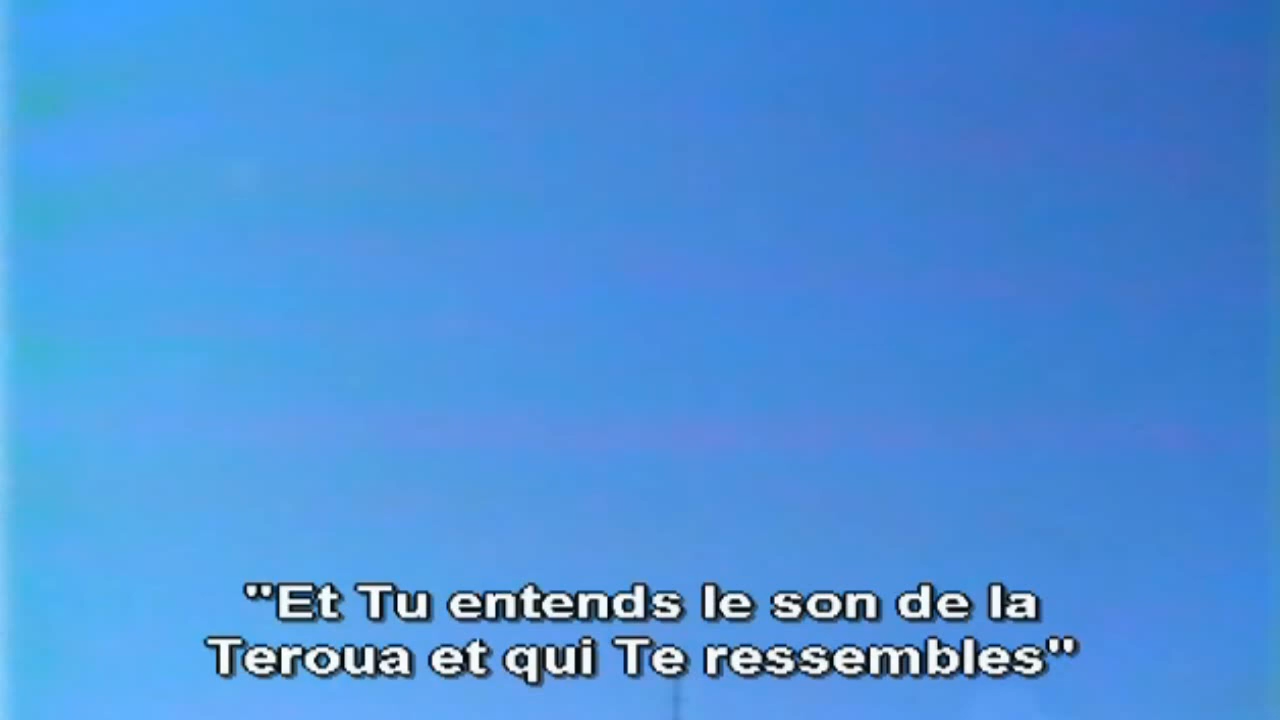 "Et Tu entends le son de la
Teroua et qui Te ressembles"